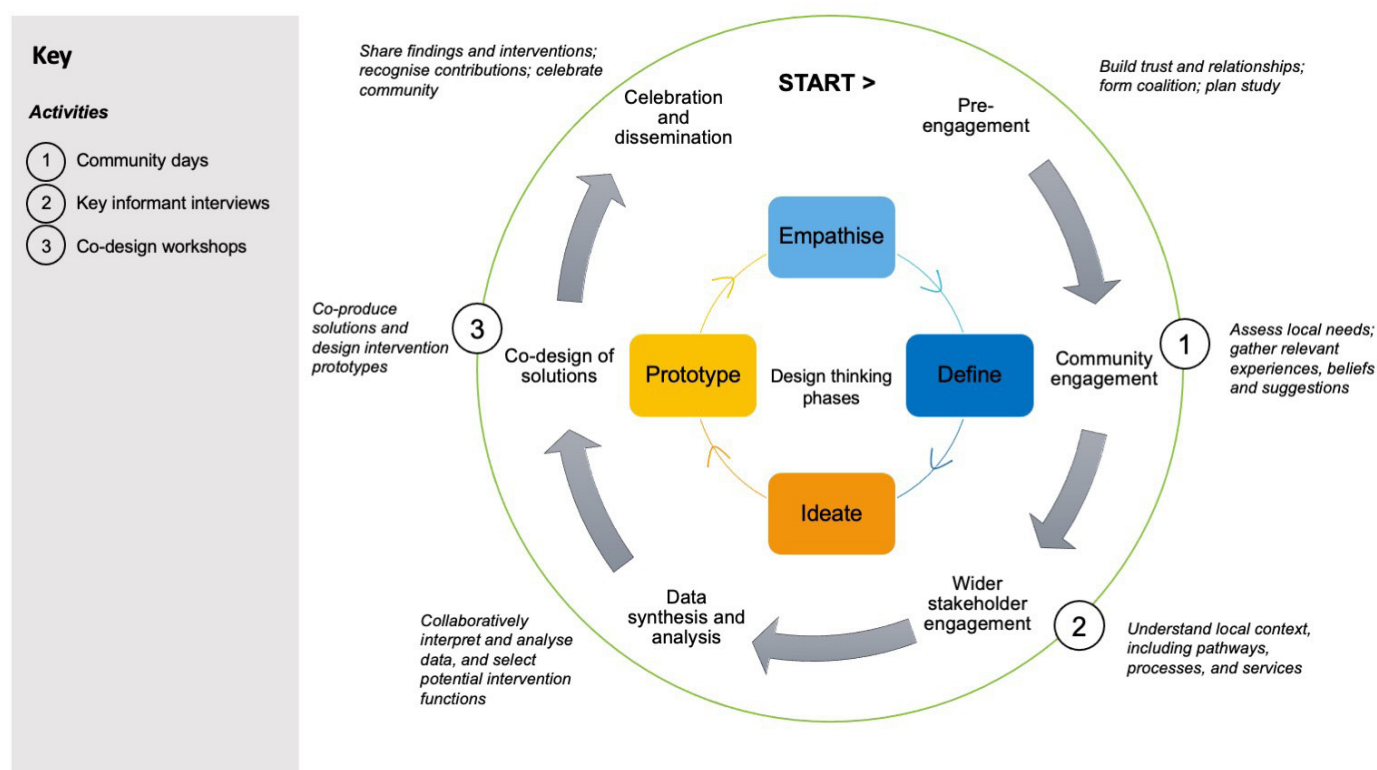 Key
Activities
1 Community days
2 Key informant interviews
3 Co-design workshops
START >
Share findings and interventions;
recognise contributions; celebrate
community
Celebration
and
dissemination
Pre-
engagement
Build trust and relationships;
form coalition; plan study
Empathise
Co-produce
solutions and
design intervention
prototypes
3
Co-design of
solutions
Prototype
Design thinking
phases
Define
Community
engagement
1
Assess local needs;
gather relevant
experiences, beliefs
and suggestions
Ideate
Collaboratively
interpret and analyse
data, and select
potential intervention
functions
Data
synthesis and
analysis
Wider
stakeholder
engagement
2
Understand local context,
including pathways,
processes, and services